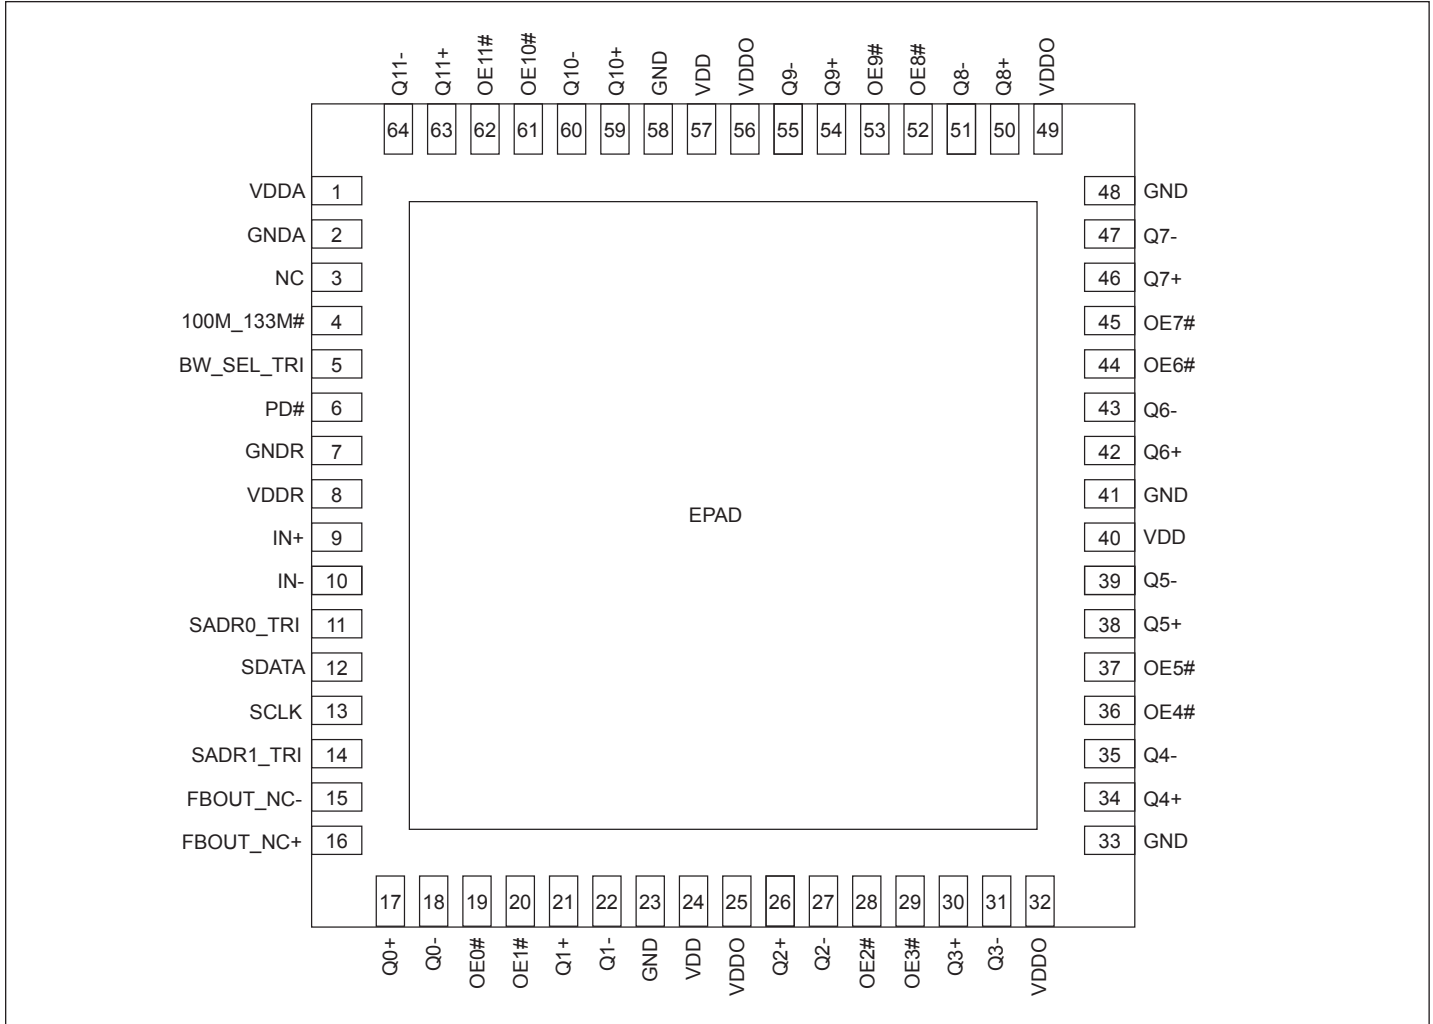 Q11- Q11+ OE11# OE10# Q10- Q10+ GND VDD VDDO Q9- Q9+ OE9# OE8# Q8- Q8+ VDDO
64 63 62 61 60 59 58 57 56 55 54 53 52 51 50 49
VDDA 1 48 GND
GNDA 2 47 Q7-
NC 3 46 Q7+
100M_133M# 4 45 OE7#
BW_SEL_TRI 5 44 OE6#
PD# 6 43 Q6-
GNDR 7 42 Q6+
VDDR 8 41 GND
EPAD
IN+ 9 40 VDD
IN- 10 39 Q5-
SADR0_TRI 11 38 Q5+
SDATA 12 37 OE5#
SCLK 13 36 OE4#
SADR1_TRI 14 35 Q4-
FBOUT_NC- 15 34 Q4+
FBOUT_NC+ 16 33 GND
17 18 19 20 21 22 23 24 25 26 27 28 29 30 31 32
Q0+ Q0- OE0# OE1# Q1+ Q1- GND VDD VDDO Q2+ Q2- OE2# OE3# Q3+ Q3- VDDO